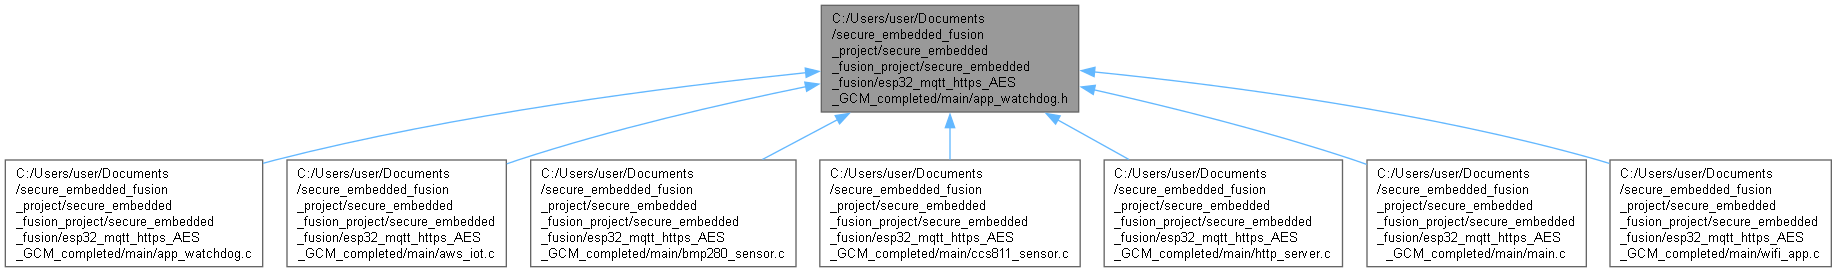 C:/Users/user/Documents
/secure_embedded_fusion
_project/secure_embedded
_fusion_project/secure_embedded
_fusion/esp32_mqtt_https_AES
_GCM_completed/main/app_watchdog.h
C:/Users/user/Documents
/secure_embedded_fusion
_project/secure_embedded
_fusion_project/secure_embedded
_fusion/esp32_mqtt_https_AES
_GCM_completed/main/app_watchdog.c
C:/Users/user/Documents
/secure_embedded_fusion
_project/secure_embedded
_fusion_project/secure_embedded
_fusion/esp32_mqtt_https_AES
_GCM_completed/main/aws_iot.c
C:/Users/user/Documents
/secure_embedded_fusion
_project/secure_embedded
_fusion_project/secure_embedded
_fusion/esp32_mqtt_https_AES
_GCM_completed/main/bmp280_sensor.c
C:/Users/user/Documents
/secure_embedded_fusion
_project/secure_embedded
_fusion_project/secure_embedded
_fusion/esp32_mqtt_https_AES
_GCM_completed/main/ccs811_sensor.c
C:/Users/user/Documents
/secure_embedded_fusion
_project/secure_embedded
_fusion_project/secure_embedded
_fusion/esp32_mqtt_https_AES
_GCM_completed/main/http_server.c
C:/Users/user/Documents
/secure_embedded_fusion
_project/secure_embedded
_fusion_project/secure_embedded
_fusion/esp32_mqtt_https_AES
_GCM_completed/main/main.c
C:/Users/user/Documents
/secure_embedded_fusion
_project/secure_embedded
_fusion_project/secure_embedded
_fusion/esp32_mqtt_https_AES
_GCM_completed/main/wifi_app.c